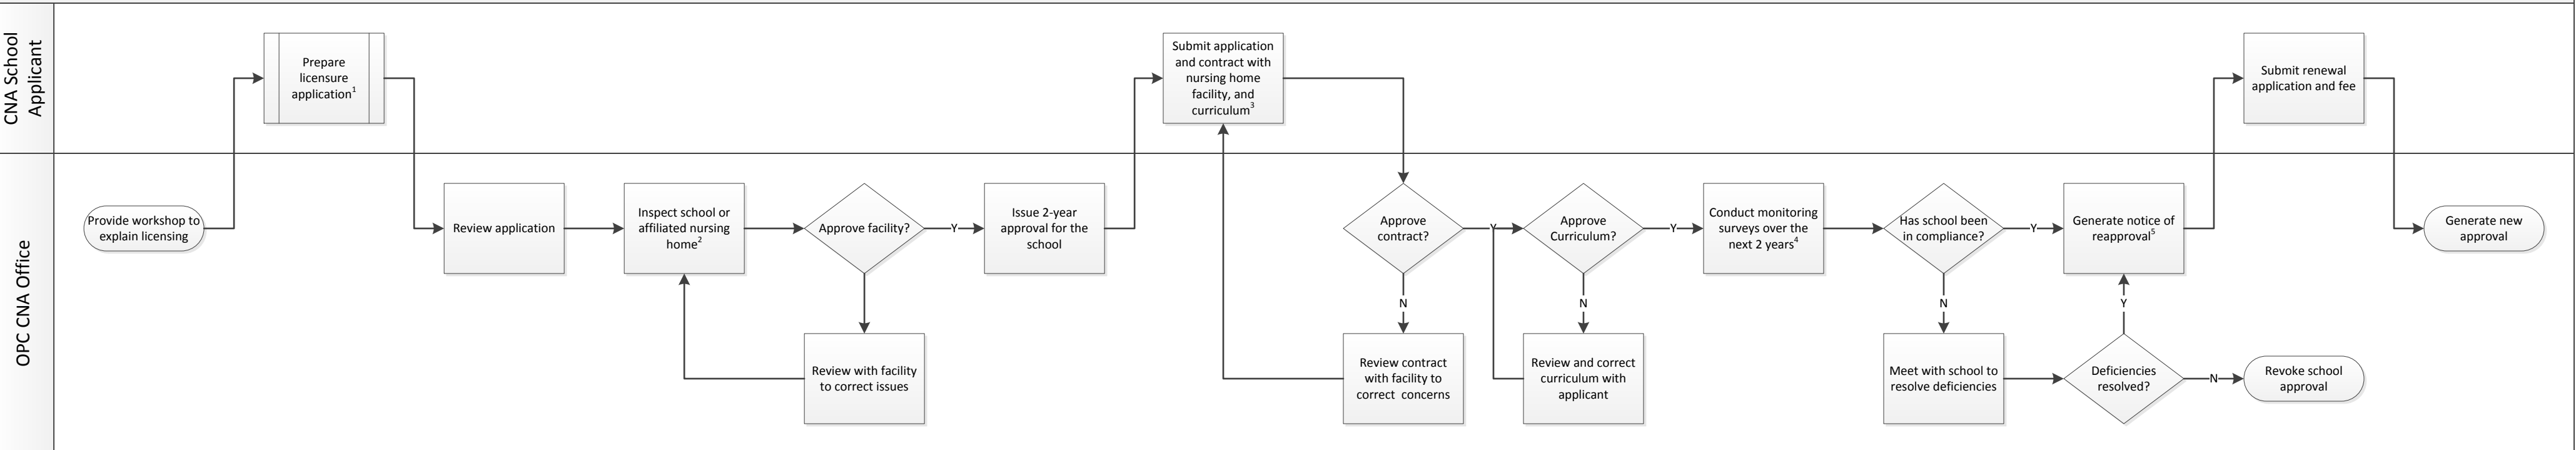 CNA School
Applicant
Prepare
licensure
application1
Submit application
and contract with
nursing home
facility, and
curriculum3
Submit renewal
application and fee
OPC CNA Office
Provide workshop to
explain licensing
Review application
Inspect school or
affiliated nursing
home2
Approve facility?
Y
Issue 2-year
approval for the
school
Approve
contract?
Y
Approve
Curriculum?
Y
Conduct monitoring
surveys over the
next 2 years4
Has school been
in compliance?
Y
Generate notice of
reapproval5
Generate new
approval
N
N
N
Y
Review with facility
to correct issues
Review contract
with facility to
correct  concerns
Review and correct
curriculum with
applicant
Meet with school to
resolve deficiencies
Deficiencies
resolved?
N
Revoke school
approval